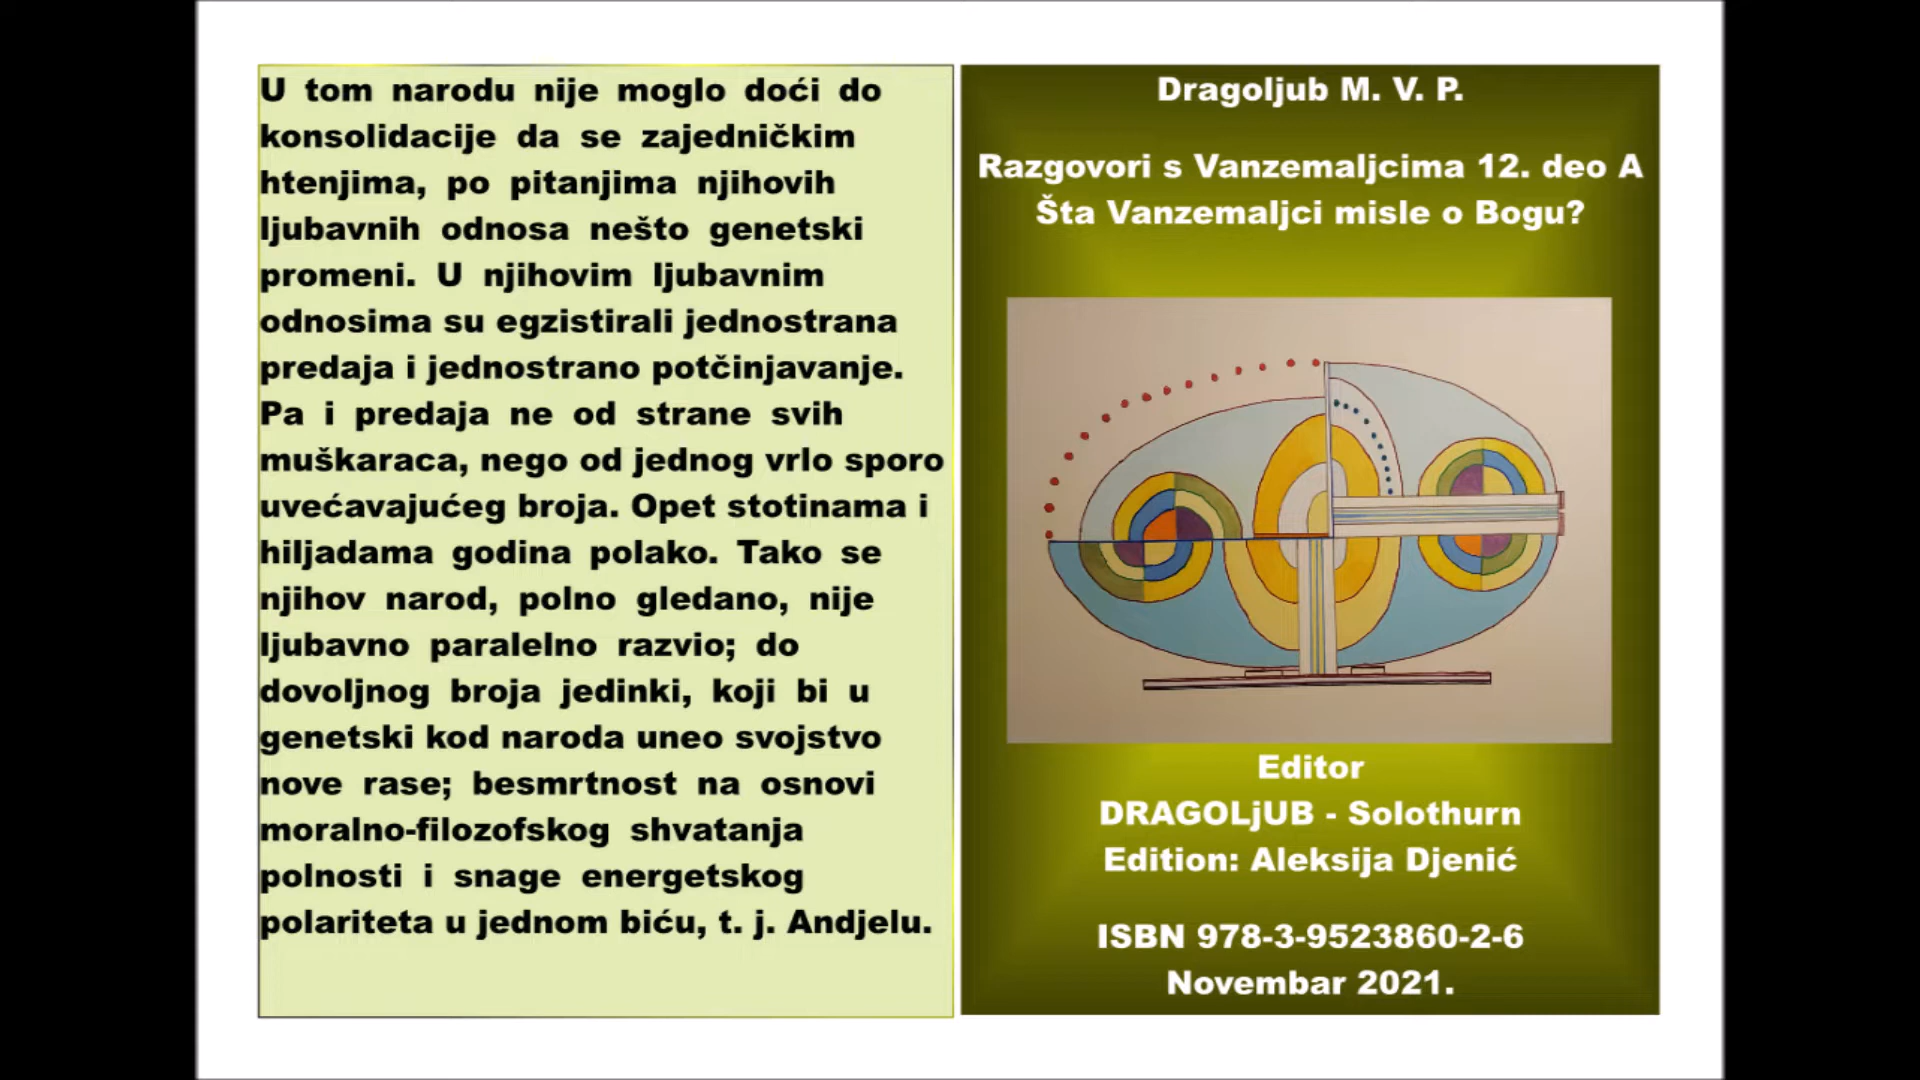 U tom narodu nije moglo doći do
konsolidacije da se zajedničkim
htenjima, po pitanjima njihovih
ljubavnih odnosa nešto genetski
promeni. U njihovim ljubavnim
odnosima su egzistirali jednostrana
predaja i jednostrano potčinjavanje.
Pa i predaja ne od strane svih
muškaraca, nego od jednog vrlo sporo
uvećavajućeg broja. Opet stotinama i
hiljadama godina polako. Tako se
njihov narod, polno gledano, nije
ljubavno paralelno razvio; do
dovoljnog broja jedinki, koji bi u
genetski kod naroda uneo svojstvo
nove rase; besmrtnost na osnovi
moralno-filozofskog shvatanja
polnosti i snage energetskog
polariteta u jednom biću, t. j. Andjelu.
Dragoljub M. V. P.
Razgovori s Vanzemaljcima 12. deo A
Šta Vanzemaljci misle o Bogu?
Editor
DRAGOLjUB - Solothurn
Edition: Aleksija Djenić
ISBN 978-3-9523860-2-6
Novembar 2021.